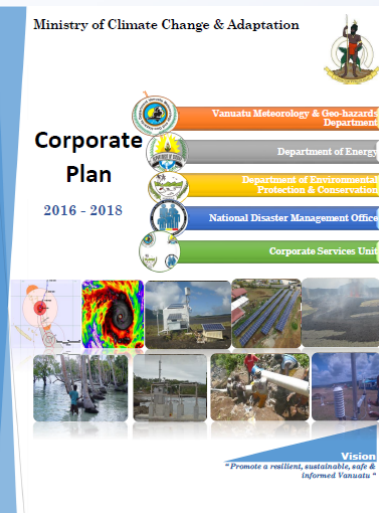 Ministry of Climate Change & Adaptation
Vanuatu Meteorology & Geo-hazards
Department
Corporate
Plan
2016 - 2018
Department of Energy
Department of Environmental
Protection & Conservation
National Disaster Management Office
Corporate Services Unit
Vision
"Promote a resilient, sustainable, safe &
informed Vanuatu "